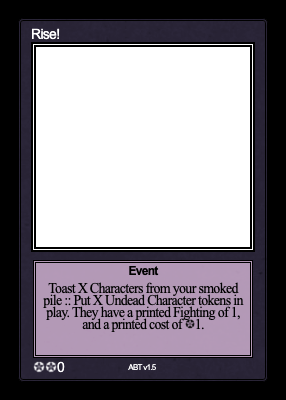 Rise!
Event
Toast X Characters from your smoked
pile :: Put X Undead Character tokens in
play. They have a printed Fighting of 1,
and a printed cost of 1.
0
ABT v1.5